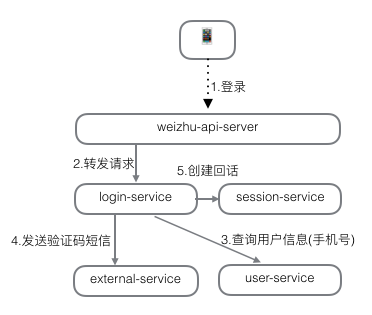 1.登录
weizhu-api-server
2.转发请求
5.创建回话
login-service
session-service
4.发送验证码短信
3.查询用户信息(手机号)
external-service
user-service